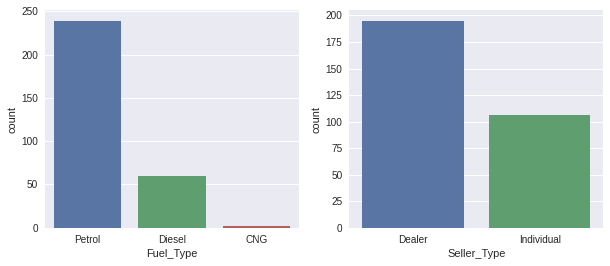 250
200
150
100
50
0
count
Petrol Diesel CNG
Fuel_Type
200
175
150
125
100
75
50
25
0
count
Dealer Individual
Seller_Type